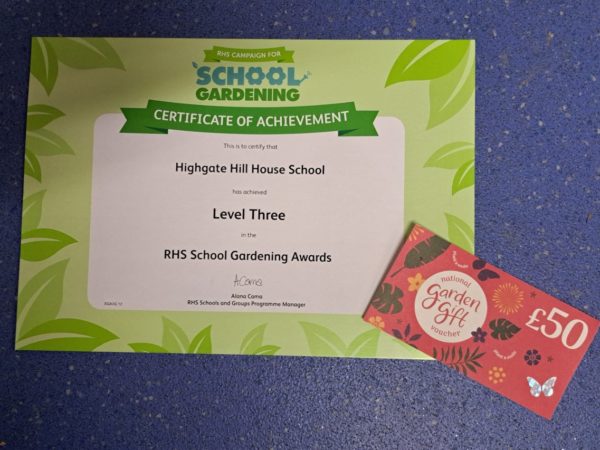 RHS CAMPAIGN FOR
SCHOOL
GARDENING
CERTIFICATE OF ACHIEVEMENT
This is to certify that
Highgate Hill House School
has achieved
Level Three
in the
RHS School Gardening Awards
A Coma
Alana Coma
RHS Schools and Groups Programme Manager
national
Garden
Gift
voucher
£50